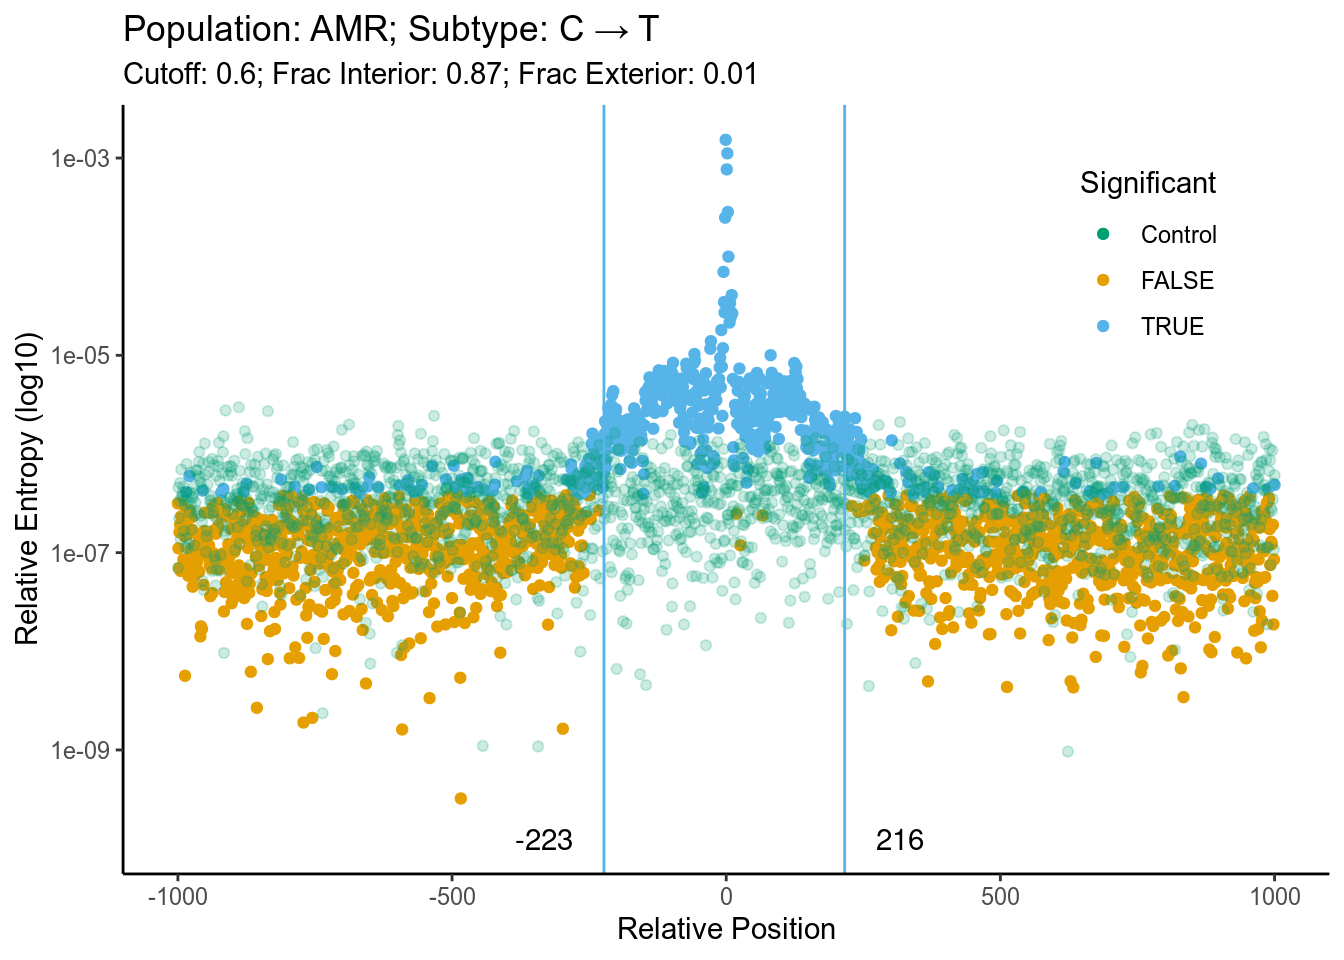 Population: AMR; Subtype: C → T
Cutoff: 0.6; Frac Interior: 0.87; Frac Exterior: 0.01
1e-03
1e-05
1e-07
1e-09
Relative Entropy (log10)
Significant
Control
FALSE
TRUE
-223
216
-1000
-500
0
500
1000
Relative Position